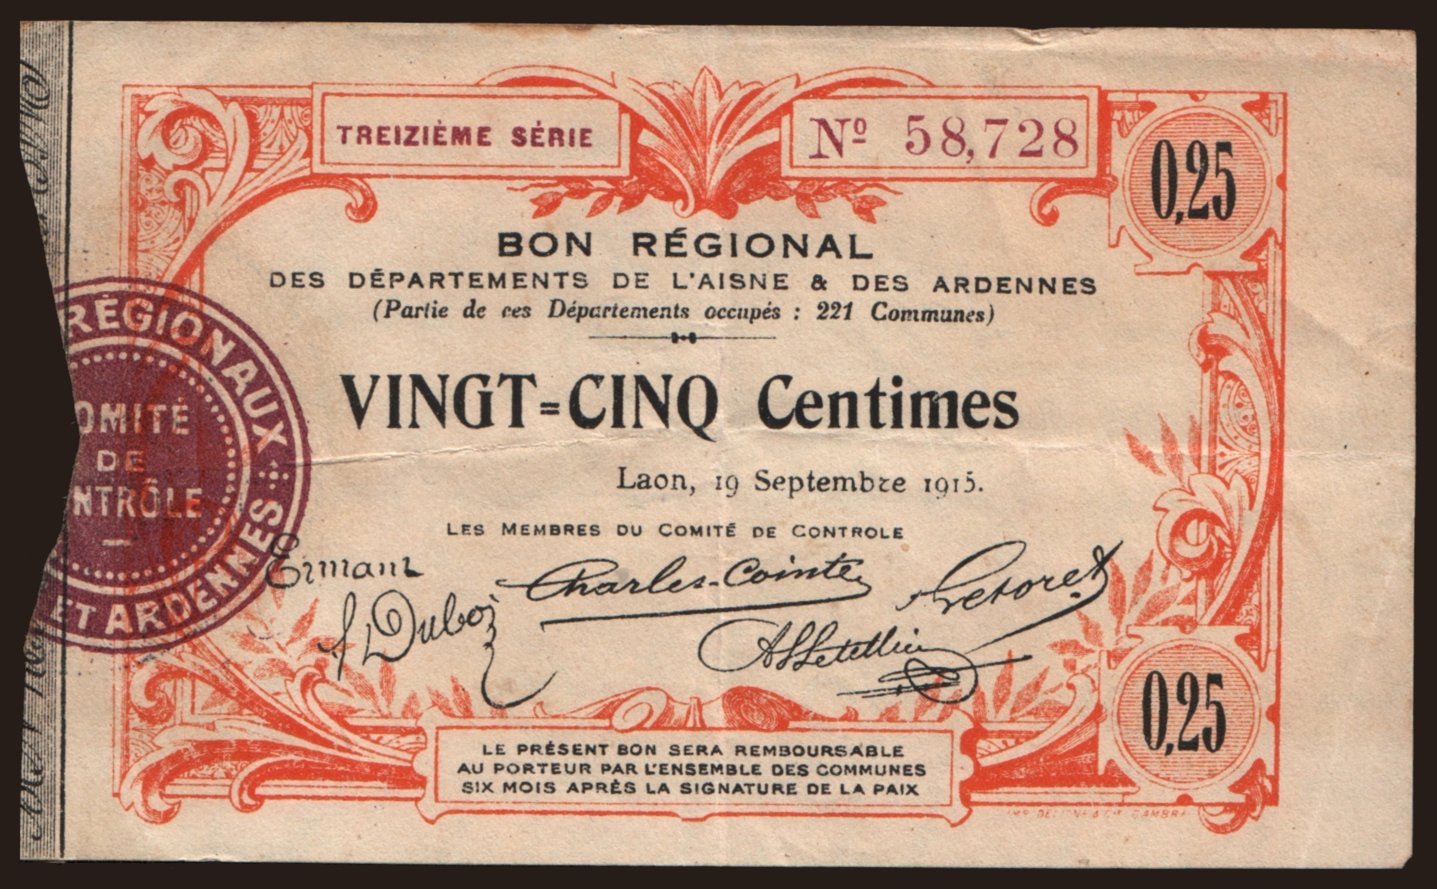 TREIZIÈME SÉRIE
Nº 58,728
0,25
BON RÉGIONAL
DES DÉPARTEMENTS DE L'AISNE & DES ARDENNES
(Partie de ces Départements occupés : 221 Communes)
VINGT=CINQ Centimes
Laon, 19 Septembre 1915.
LES MEMBRES DU COMITÉ DE CONTROLE
RÉGIONAUX
OMITÉ
DE
NTRÔLE
ET ARDENNES
Ermant
Charles-Cointe
0,25
LE PRÉSENT BON SERA REMBOURSABLE
AU PORTEUR PAR L'ENSEMBLE DES COMMUNES
SIX MOIS APRÈS LA SIGNATURE DE LA PAIX